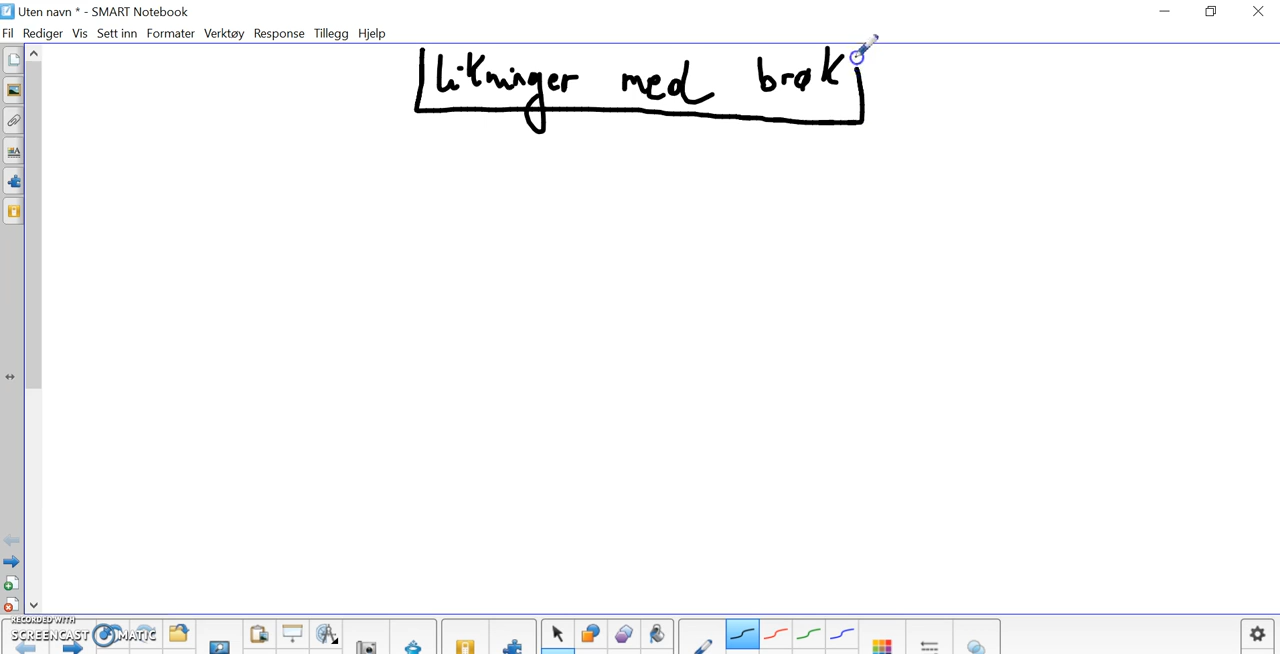 Uten navn * - SMART Notebook
Fil Rediger Vis Sett inn Formater Verktøy Response Tillegg Hjelp
Likninger med brøk
RECORDED WITH
SCREENCAST MATIC